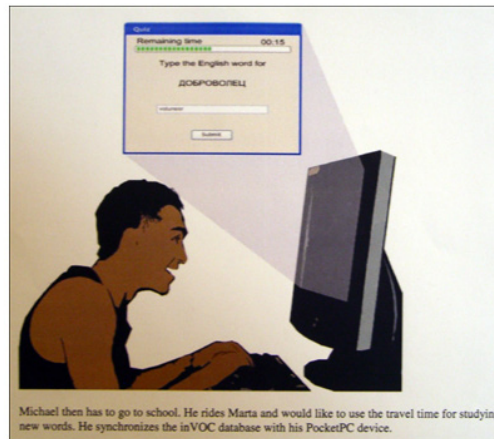 Quiz
Remaining time 00:15
Type the English word for
ДОБРОВОЛЕЦ
volunteer
Submit
Michael then has to go to school. He rides Marta and would like to use the travel time for studyin
new words. He synchronizes the inVOC database with his PocketPC device.